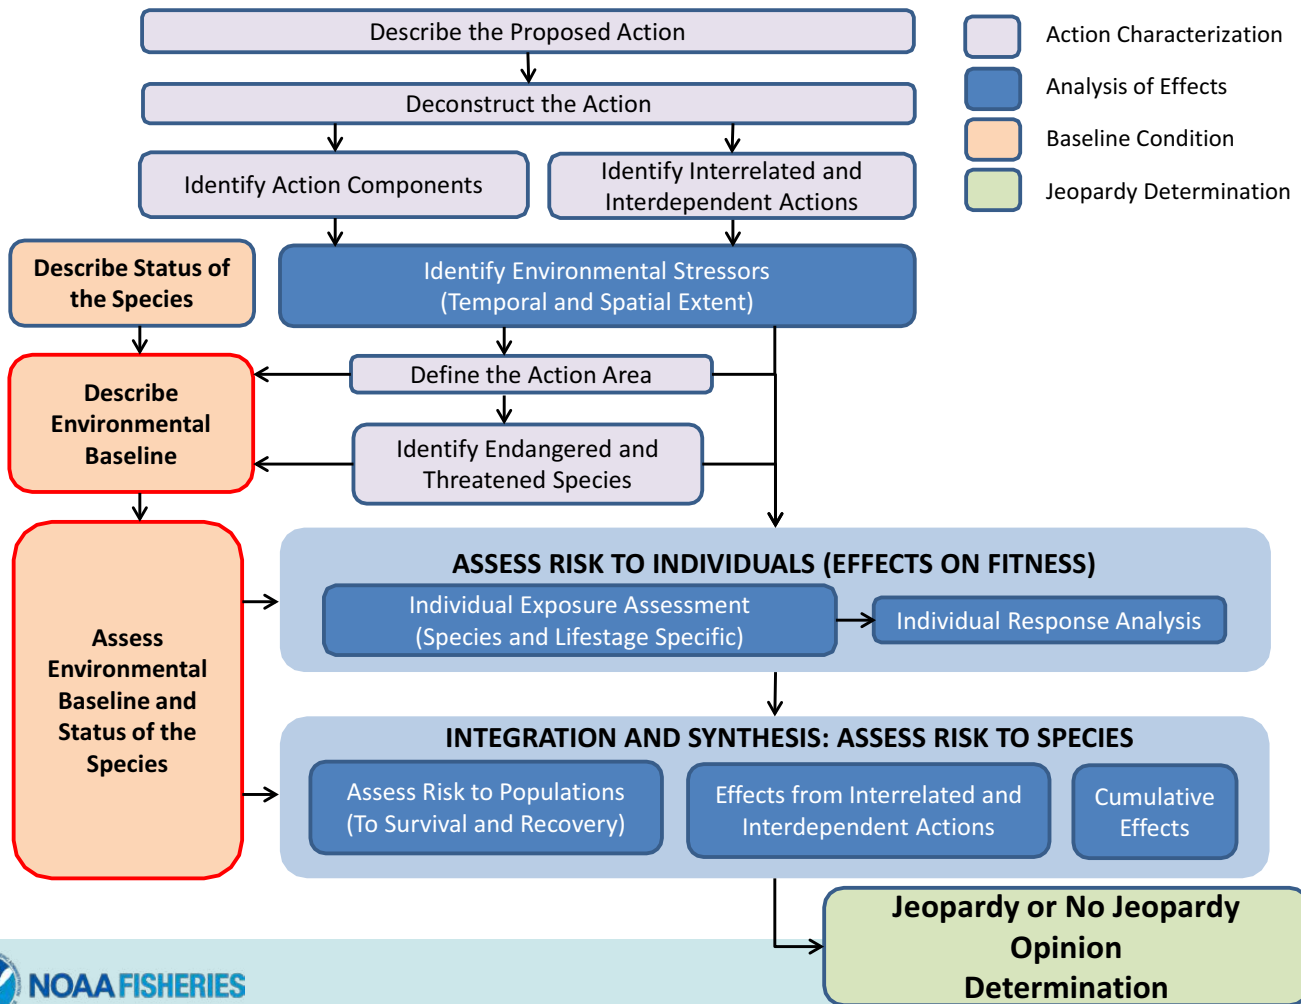 Describe the Proposed Action
Deconstruct the Action
Identify Action Components
Identify Interrelated and
Interdependent Actions
Action Characterization
Analysis of Effects
Baseline Condition
Jeopardy Determination
Describe Status of
the Species
Identify Environmental Stressors
(Temporal and Spatial Extent)
Describe
Environmental
Baseline
Define the Action Area
Identify Endangered and
Threatened Species
Assess
Environmental
Baseline and
Status of the
Species
ASSESS RISK TO INDIVIDUALS (EFFECTS ON FITNESS)
Individual Exposure Assessment
(Species and Lifestage Specific)
Individual Response Analysis
INTEGRATION AND SYNTHESIS: ASSESS RISK TO SPECIES
Assess Risk to Populations
(To Survival and Recovery)
Effects from Interrelated and
Interdependent Actions
Cumulative
Effects
Jeopardy or No Jeopardy
Opinion
Determination
NOAA FISHERIES